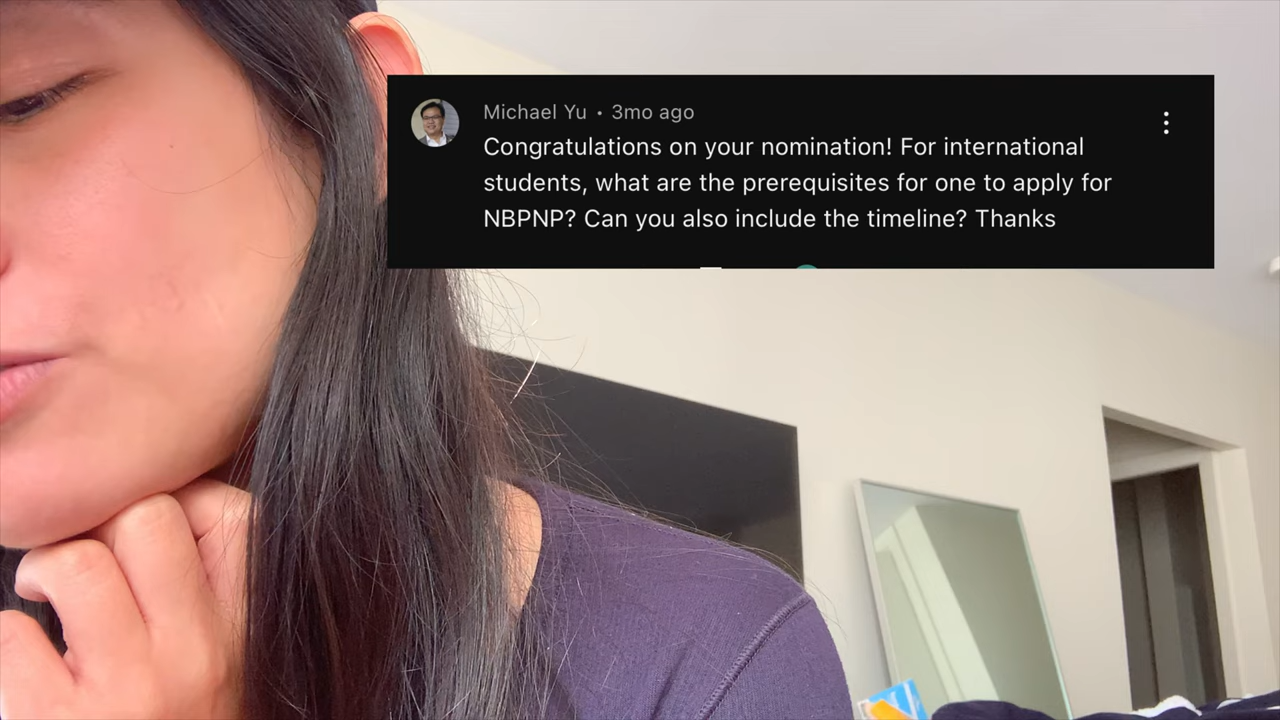 Michael Yu • 3mo ago
Congratulations on your nomination! For international
students, what are the prerequisites for one to apply for
NBPNP? Can you also include the timeline? Thanks